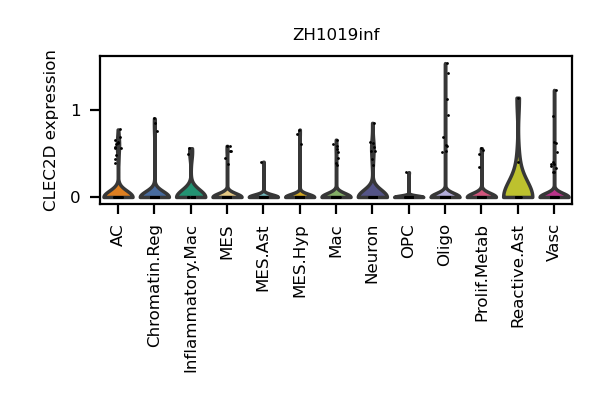 ZH1019inf
CLEC2D expression
1
0
AC
Chromatin.Reg
Inflammatory.Mac
MES
MES.Ast
MES.Hyp
Mac
Neuron
OPC
Oligo
Prolif.Metab
Reactive.Ast
Vasc